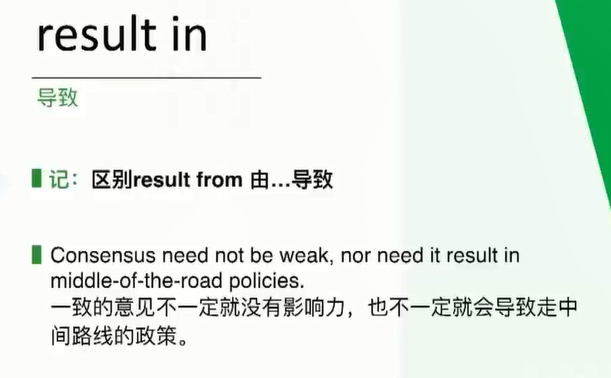 result in
导致
记：区别result from 由…导致
Consensus need not be weak, nor need it result in
middle-of-the-road policies.
一致的意见不一定就没有影响力，也不一定就会导致走中
间路线的政策。